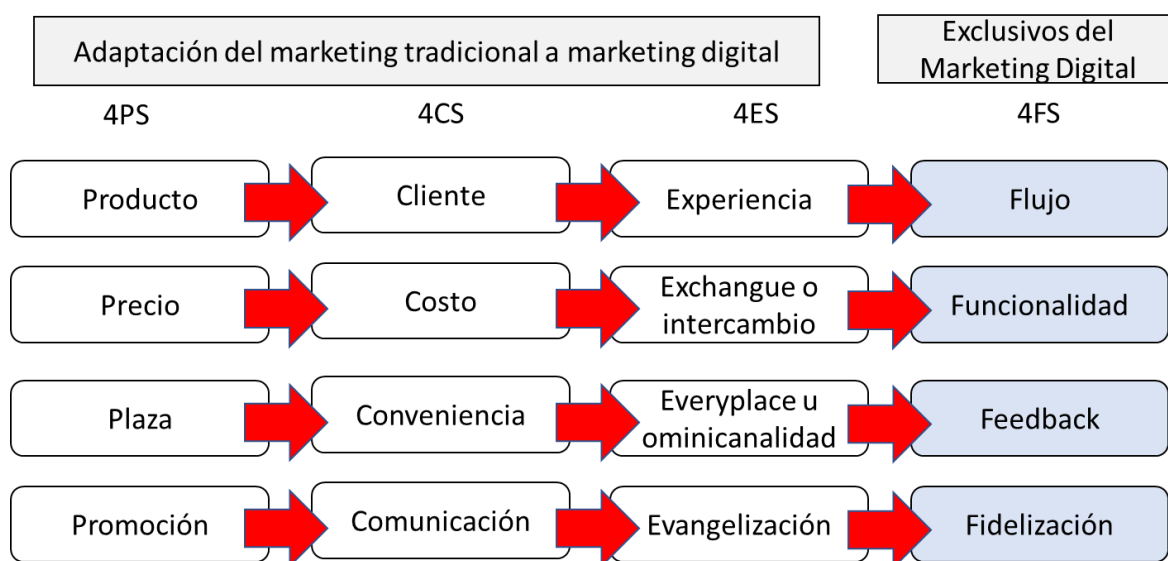 Adaptación del marketing tradicional a marketing digital
Exclusivos del
Marketing Digital
4PS
4CS
4ES
4FS
Producto
Cliente
Experiencia
Flujo
Precio
Costo
Exchangue o
intercambio
Funcionalidad
Plaza
Conveniencia
Everyplace u
ominicanalidad
Feedback
Promoción
Comunicación
Evangelización
Fidelización